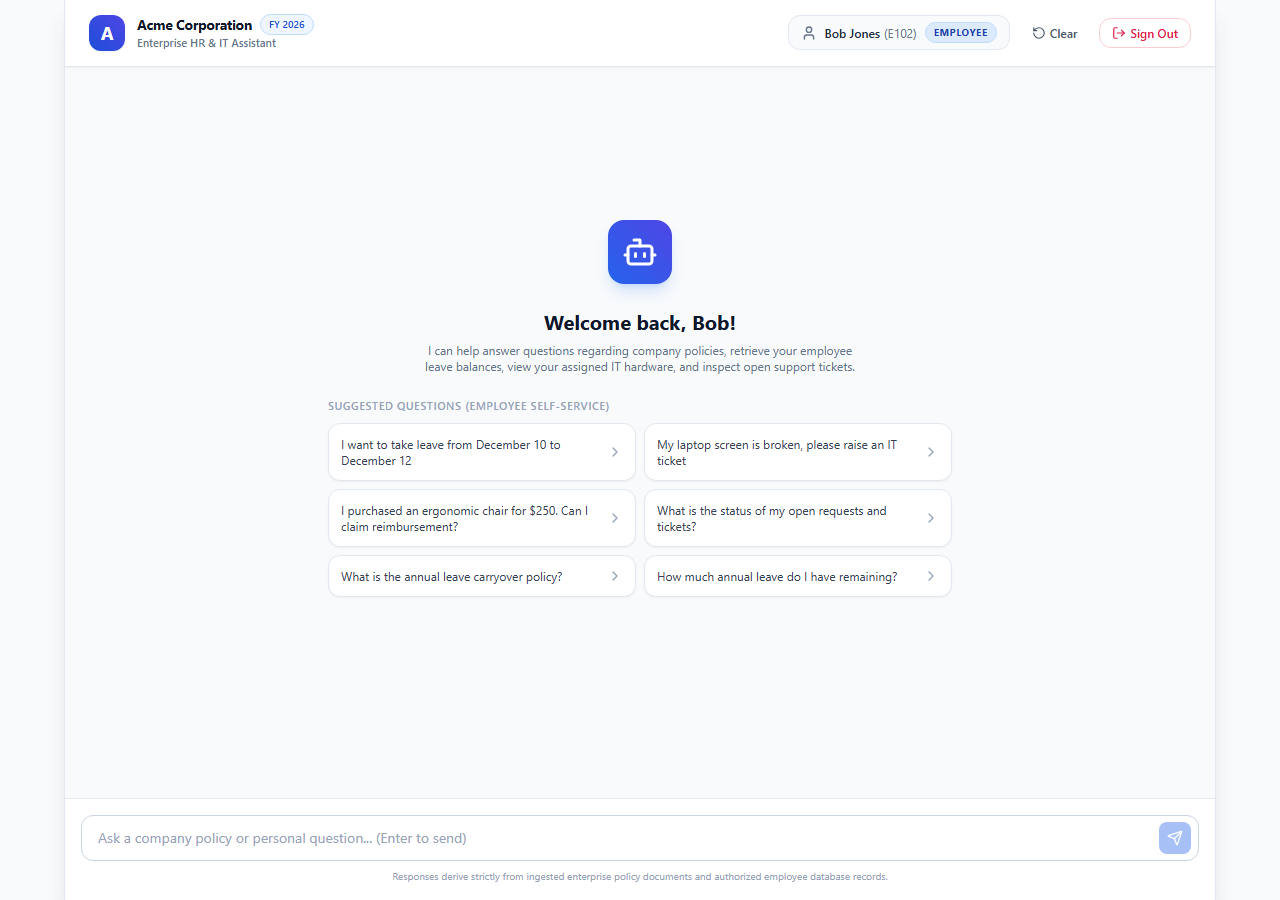 A
Acme Corporation
FY 2026
Enterprise HR & IT Assistant
Bob Jones (E102)
EMPLOYEE
Clear
Sign Out
Welcome back, Bob!
I can help answer questions regarding company policies, retrieve your employee
leave balances, view your assigned IT hardware, and inspect open support tickets.
SUGGESTED QUESTIONS (EMPLOYEE SELF-SERVICE)
I want to take leave from December 10 to
December 12
My laptop screen is broken, please raise an IT
ticket
I purchased an ergonomic chair for $250. Can I
claim reimbursement?
What is the status of my open requests and
tickets?
What is the annual leave carryover policy?
How much annual leave do I have remaining?
Ask a company policy or personal question... (Enter to send)
Responses derive strictly from ingested enterprise policy documents and authorized employee database records.